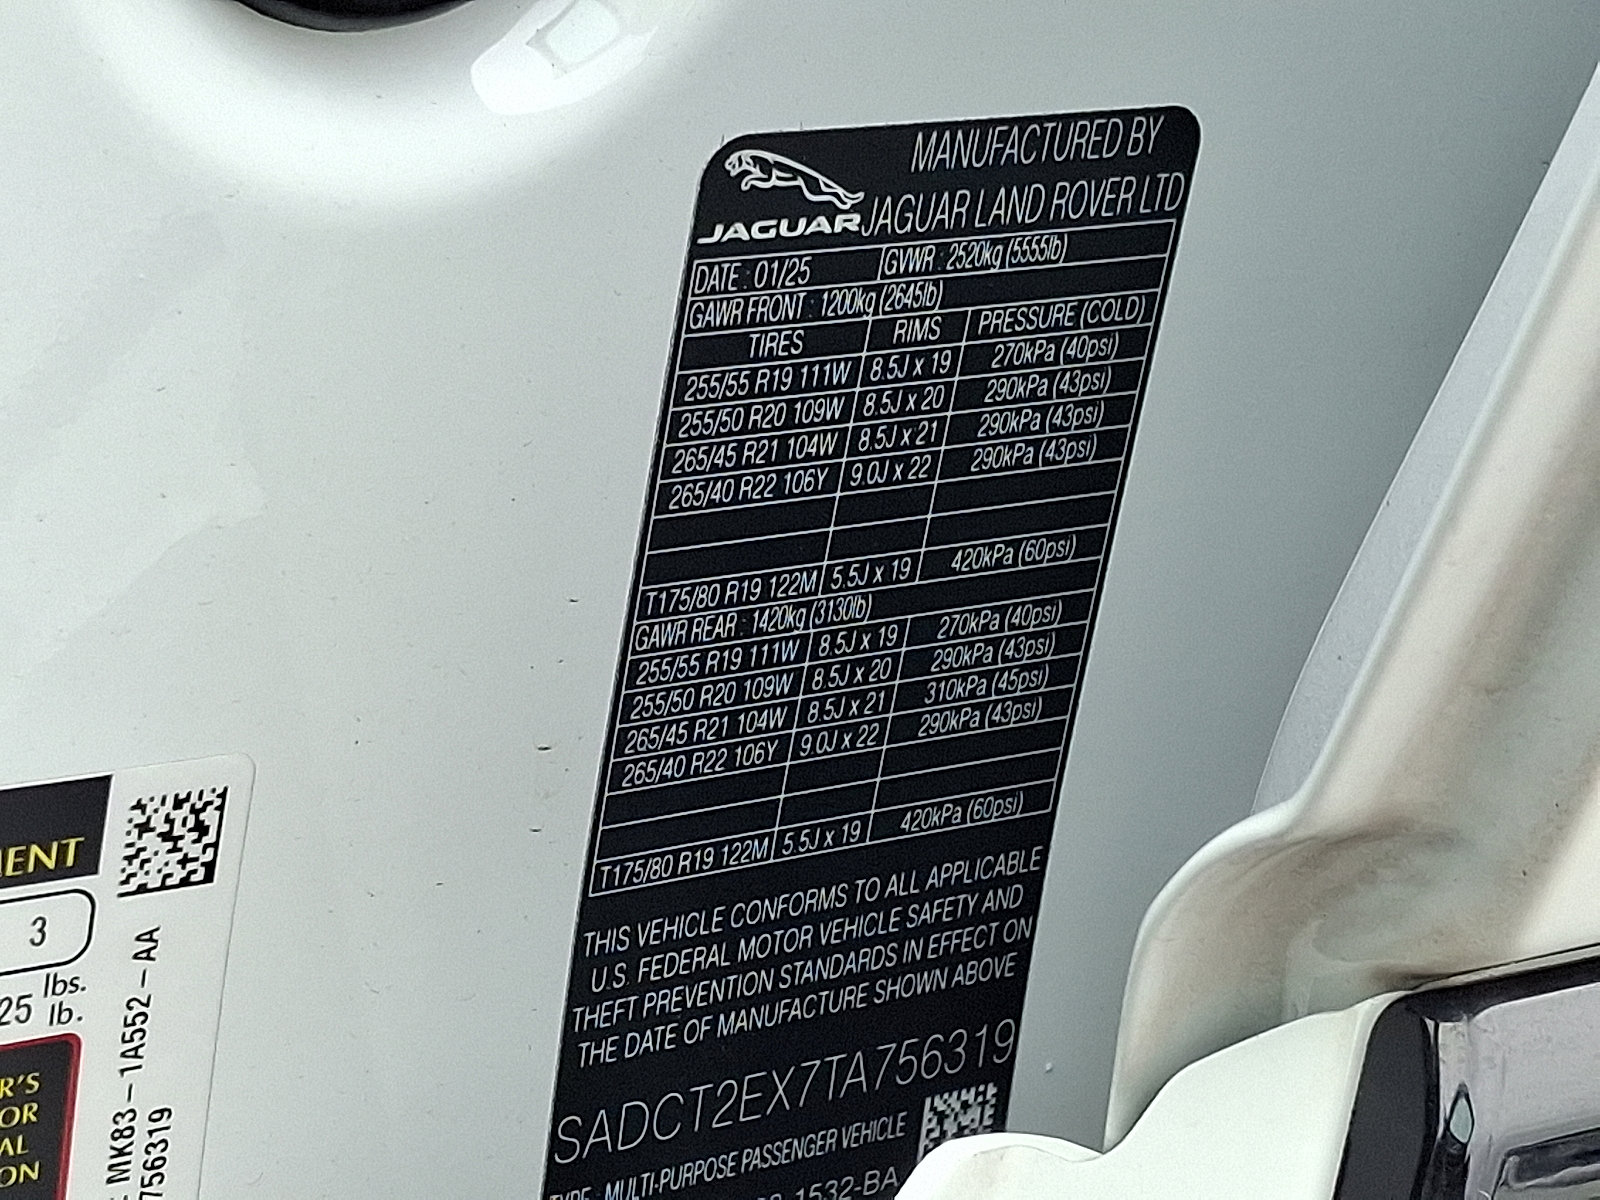 MANUFACTURED BY
JAGUAR JAGUAR LAND ROVER LTD
DATE : 01/25 GVWR : 2520kg (5555lb)
GAWR FRONT : 1200kg (2645lb)
TIRES RIMS PRESSURE (COLD)
255/55 R19 111W 8.5J x 19 270kPa (40psi)
255/50 R20 109W 8.5J x 20 290kPa (43psi)
265/45 R21 104W 8.5J x 21 290kPa (43psi)
265/40 R22 106Y 9.0J x 22 290kPa (43psi)
T175/80 R19 122M 5.5J x 19 420kPa (60psi)
GAWR REAR : 1420kg (3130lb)
255/55 R19 111W 8.5J x 19 270kPa (40psi)
255/50 R20 109W 8.5J x 20 290kPa (43psi)
265/45 R21 104W 8.5J x 21 310kPa (45psi)
265/40 R22 106Y 9.0J x 22 290kPa (43psi)
T175/80 R19 122M 5.5J x 19 420kPa (60psi)
THIS VEHICLE CONFORMS TO ALL APPLICABLE
U.S. FEDERAL MOTOR VEHICLE SAFETY AND
THEFT PREVENTION STANDARDS IN EFFECT ON
THE DATE OF MANUFACTURE SHOWN ABOVE
SADCT2EX7TA756319
TYPE : MULTI-PURPOSE PASSENGER VEHICLE
1532-BA
MENT
3
lbs.
25 lb.
R'S
OR
AL
ON
MK83-1A552-AA
756319